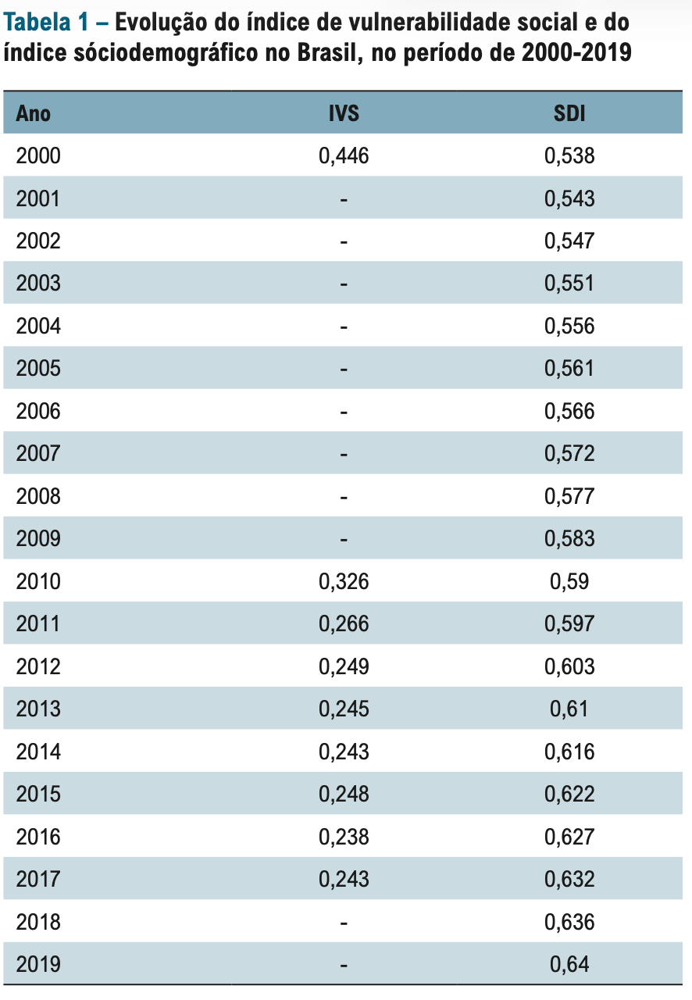 Tabela 1 – Evolução do índice de vulnerabilidade social e do
índice sóciodemográfico no Brasil, no período de 2000-2019
Ano IVS SDI
2000 0,446 0,538
2001 - 0,543
2002 - 0,547
2003 - 0,551
2004 - 0,556
2005 - 0,561
2006 - 0,566
2007 - 0,572
2008 - 0,577
2009 - 0,583
2010 0,326 0,59
2011 0,266 0,597
2012 0,249 0,603
2013 0,245 0,61
2014 0,243 0,616
2015 0,248 0,622
2016 0,238 0,627
2017 0,243 0,632
2018 - 0,636
2019 - 0,64